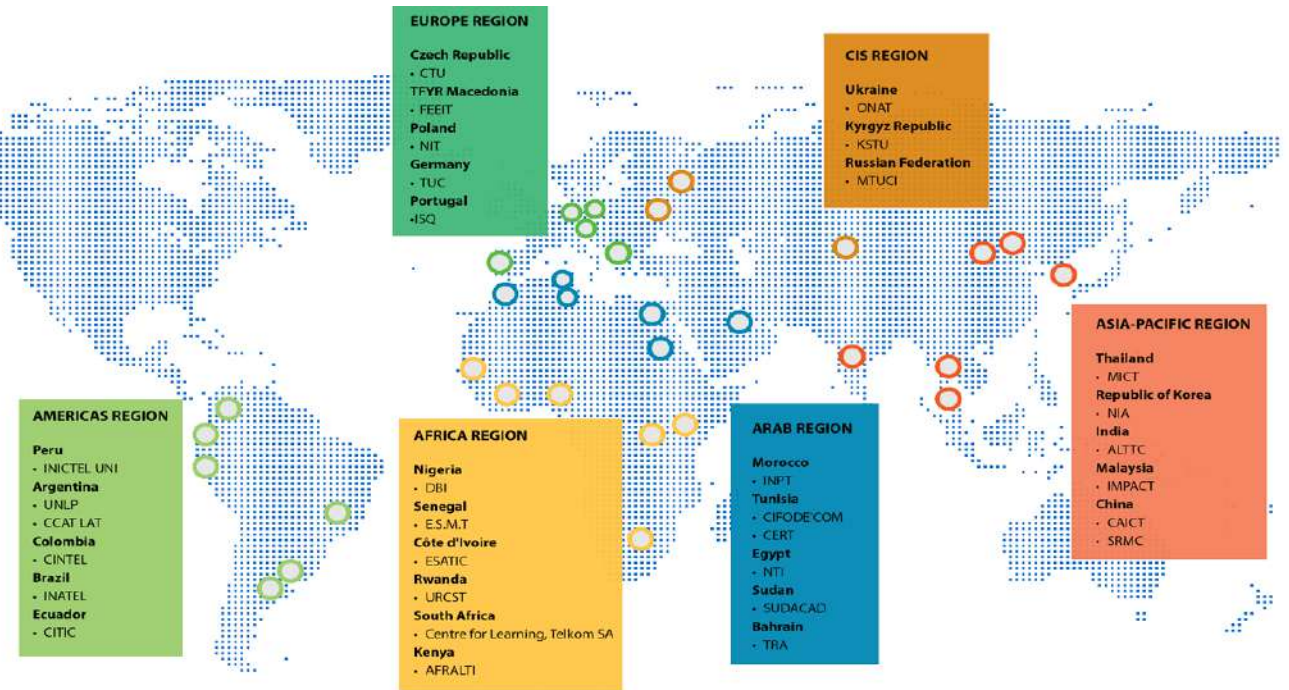 EUROPE REGION
Czech Republic
• CTU
TFYR Macedonia
• FEEIT
Poland
• NIT
Germany
• TUC
Portugal
•ISQ
CIS REGION
Ukraine
• ONAT
Kyrgyz Republic
• KSTU
Russian Federation
• MTUCI
AMERICAS REGION
Peru
• INICTEL UNI
Argentina
• UNLP
• CCAT LAT
Colombia
• CINTEL
Brazil
• INATEL
Ecuador
• CITIC
AFRICA REGION
Nigeria
• DBI
Senegal
• E.S.M.T
Côte d'Ivoire
• ESATIC
Rwanda
• URCST
South Africa
• Centre for Learning, Telkom SA
Kenya
• AFRALTI
ARAB REGION
Morocco
• INPT
Tunisia
• CIFODE'COM
• CERT
Egypt
• NTI
Sudan
• SUDACAD
Bahrain
• TRA
ASIA-PACIFIC REGION
Thailand
• MICT
Republic of Korea
• NIA
India
• ALTTC
Malaysia
• IMPACT
China
• CAICT
• SRMC